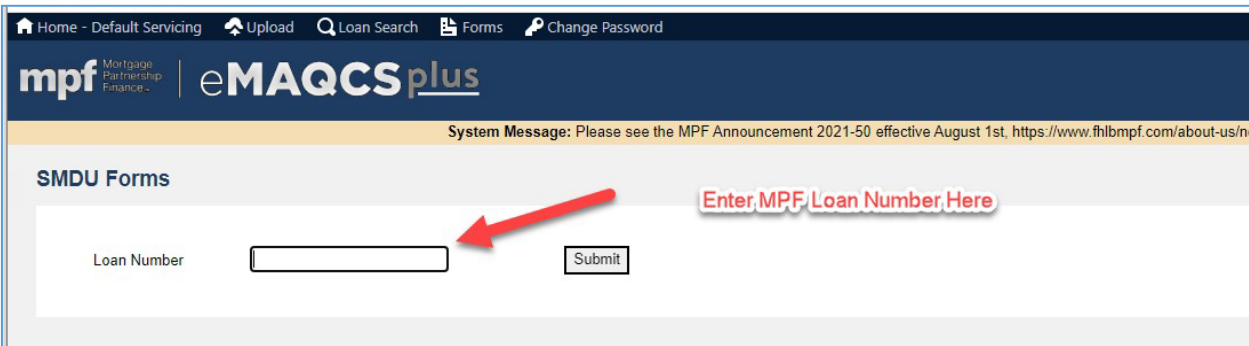 Home - Default Servicing Upload Loan Search Forms Change Password
mpf Mortgage Partnership Finance™ | eMAQCS plus
System Message: Please see the MPF Announcement 2021-50 effective August 1st, https://www.fhlbmpf.com/about-us/n
SMDU Forms
Enter MPF Loan Number Here
Loan Number Submit